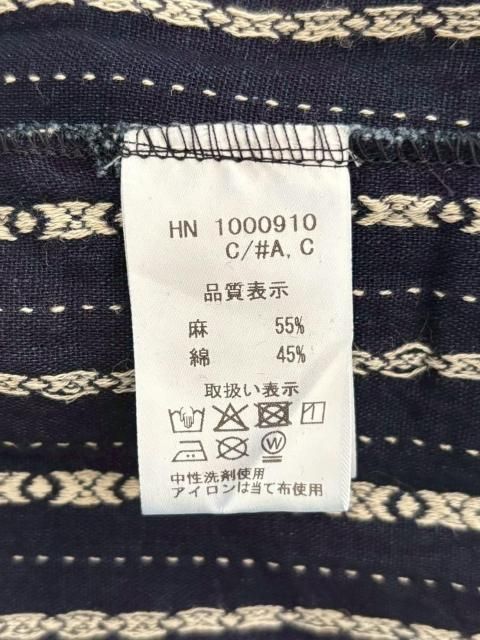 HN 1000910
C/#A, C
品質表示
麻 55%
綿 45%
取扱い表示
W
中性洗剤使用
アイロンは当て布使用